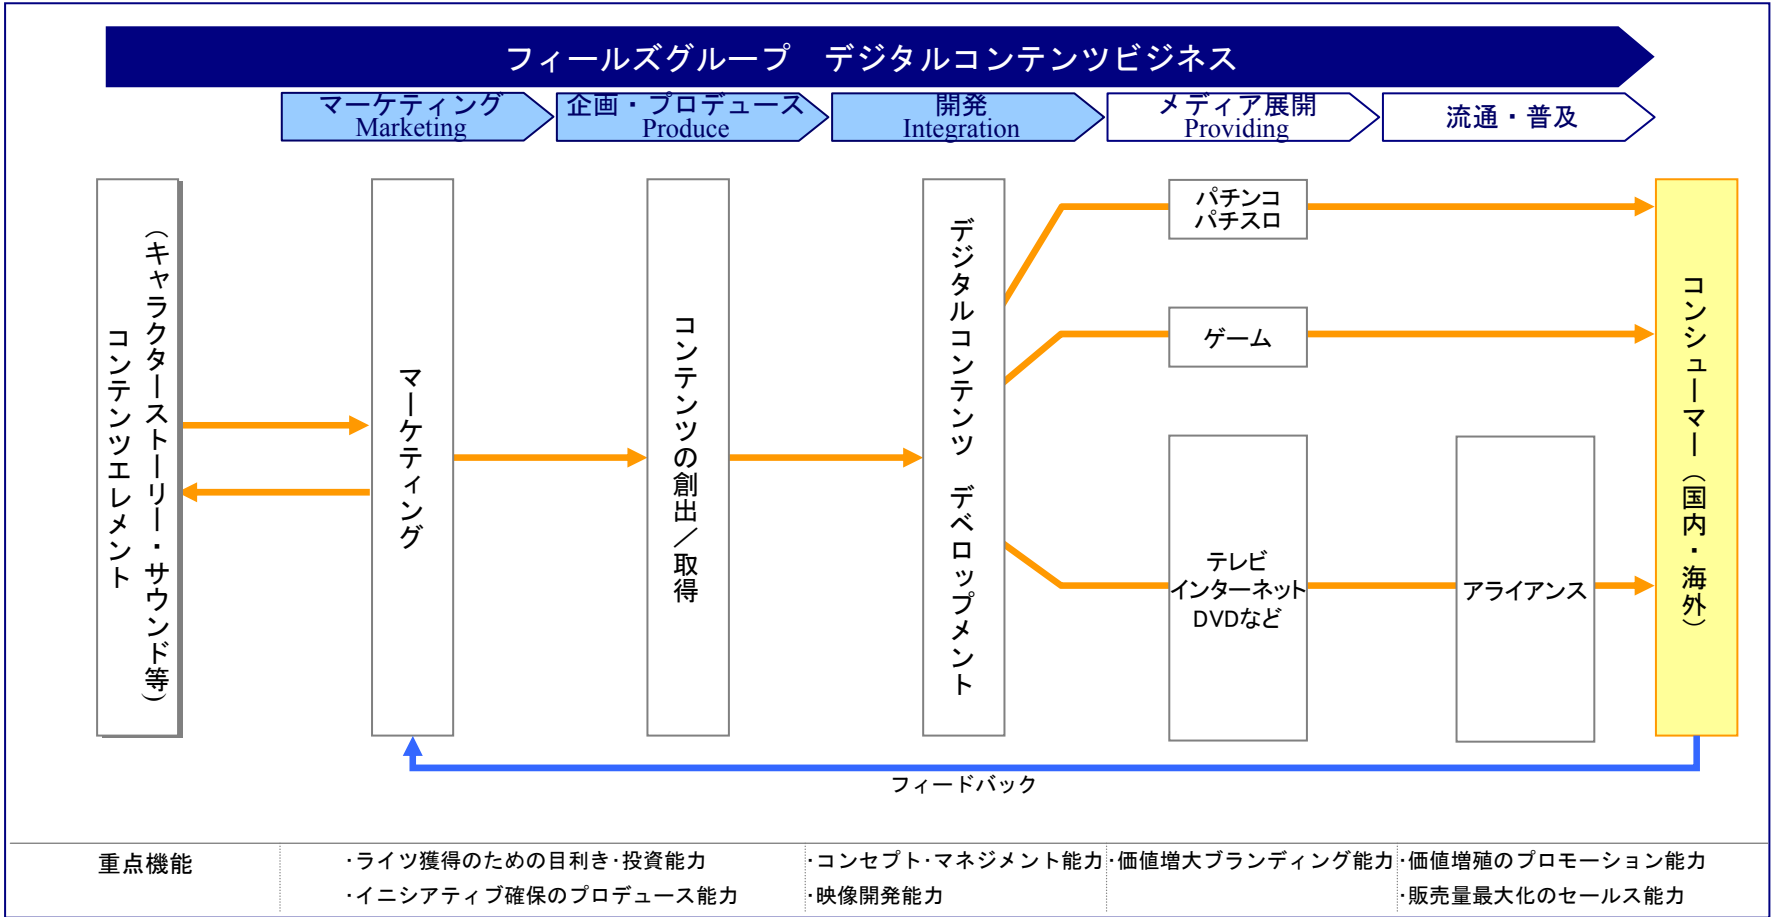 フィールズグループ　デジタルコンテンツビジネス
マーケティング
Marketing
企画・プロデュース
Produce
開発
Integration
メディア展開
Providing
流通・普及
コンテンツエレメント
（キャラクターストーリー・サウンド等）
マーケティング
コンテンツの創出／取得
デジタルコンテンツ　デベロップメント
パチンコ
パチスロ
ゲーム
テレビ
インターネット
DVDなど
アライアンス
コンシューマー（国内・海外）
フィードバック
重点機能
・ライツ獲得のための目利き・投資能力
・イニシアティブ確保のプロデュース能力
・コンセプト・マネジメント能力
・映像開発能力
・価値増大ブランディング能力
・価値増殖のプロモーション能力
・販売量最大化のセールス能力